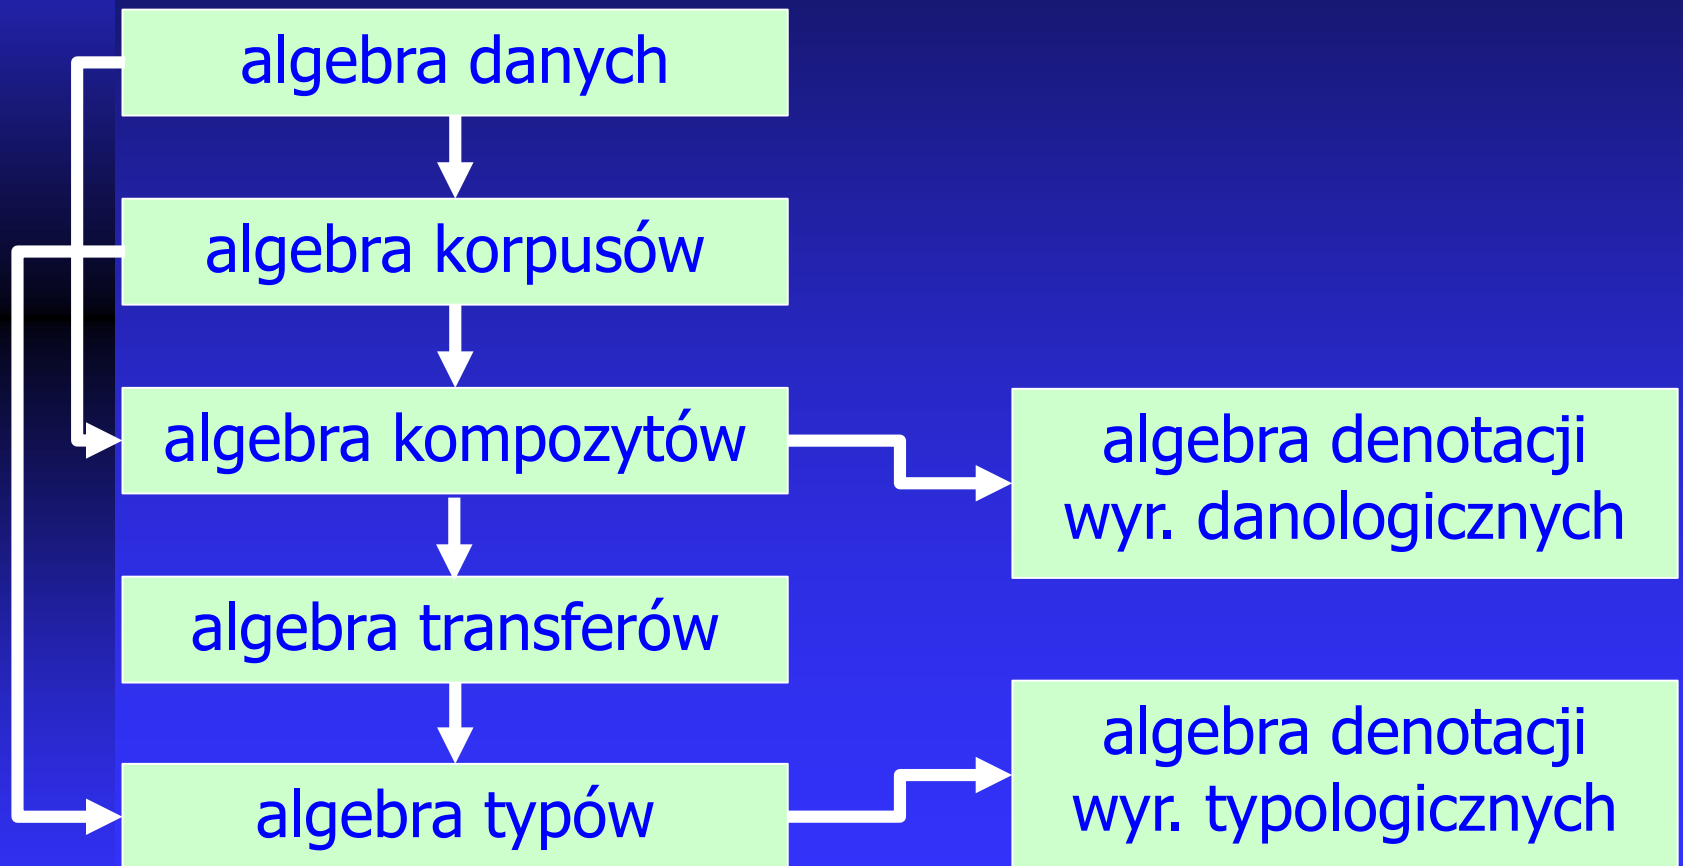 algebra danych
algebra korpusów
algebra kompozytów
algebra denotacji
wyr. danologicznych
algebra transferów
algebra typów
algebra denotacji
wyr. typologicznych